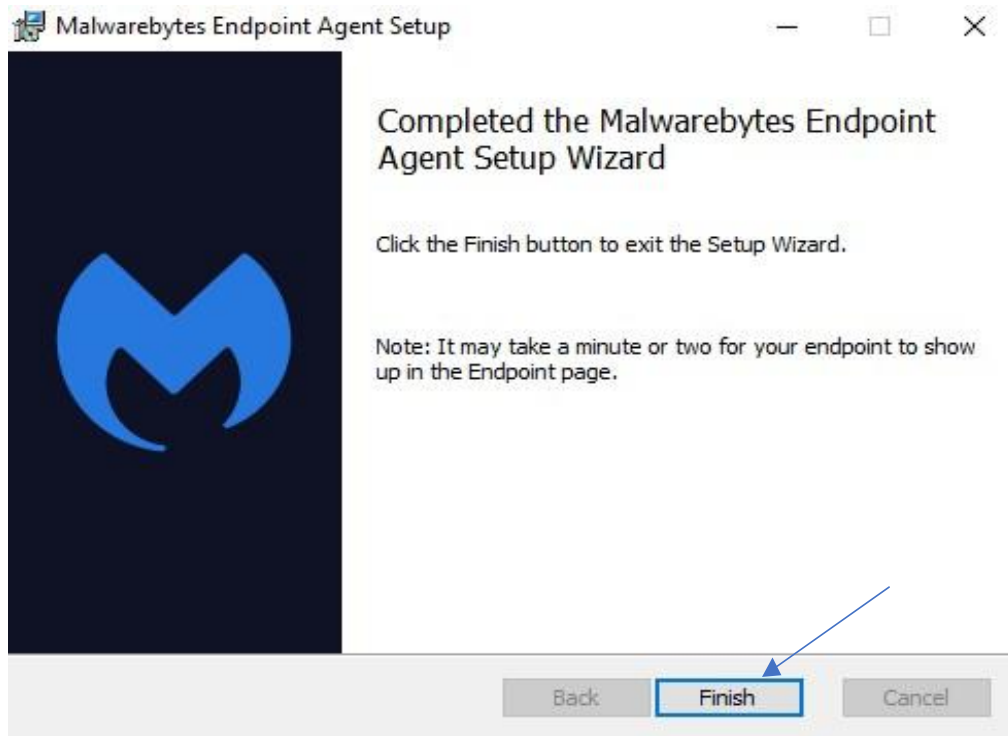 Malwarebytes Endpoint Agent Setup
Completed the Malwarebytes Endpoint
Agent Setup Wizard
Click the Finish button to exit the Setup Wizard.
Note: It may take a minute or two for your endpoint to show
up in the Endpoint page.
Back Finish Cancel